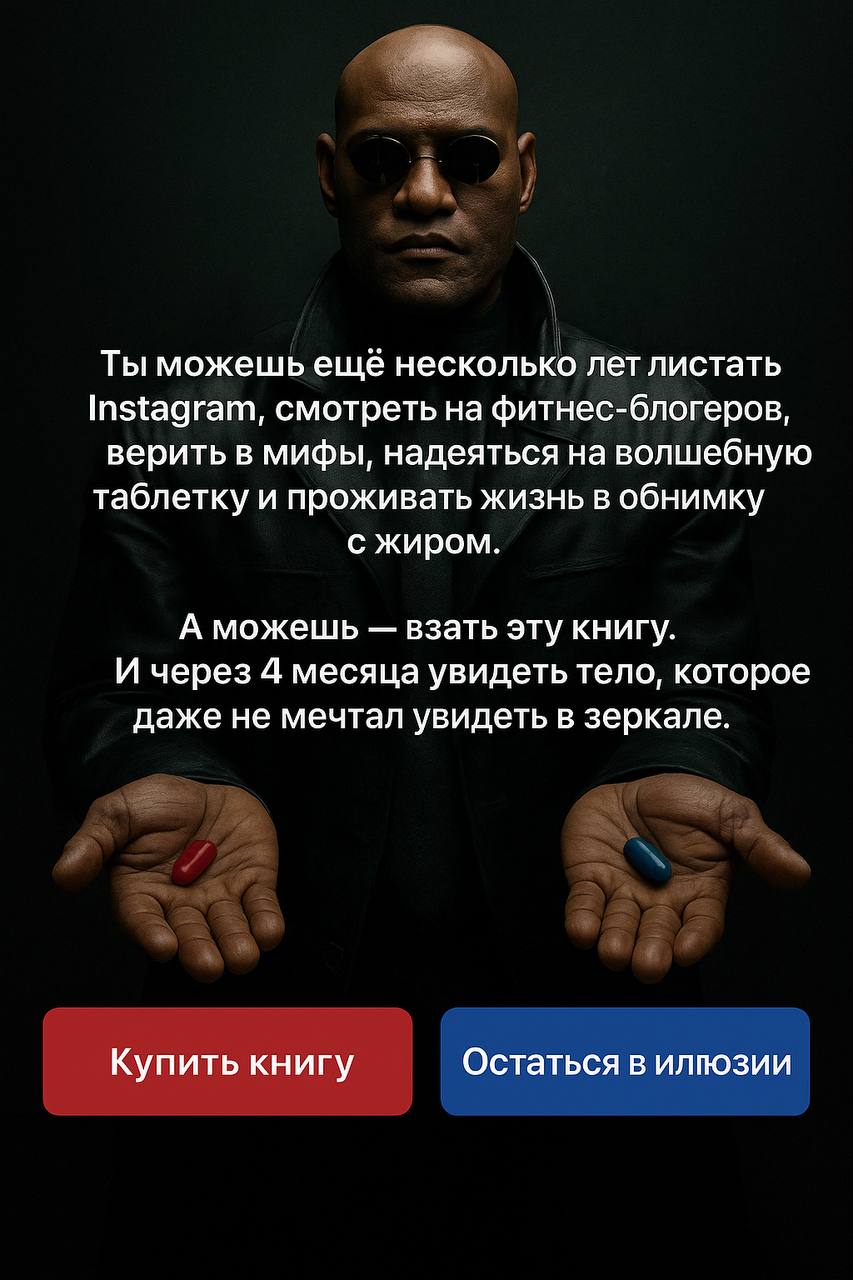 Ты можешь ещё несколько лет листать
Instagram, смотреть на фитнес-блогеров,
верить в мифы, надеяться на волшебную
таблетку и проживать жизнь в обнимку
с жиром.
А можешь — взать эту книгу.
И через 4 месяца увидеть тело, которое
даже не мечтал увидеть в зеркале.
Купить книгу
Остаться в иллюзии